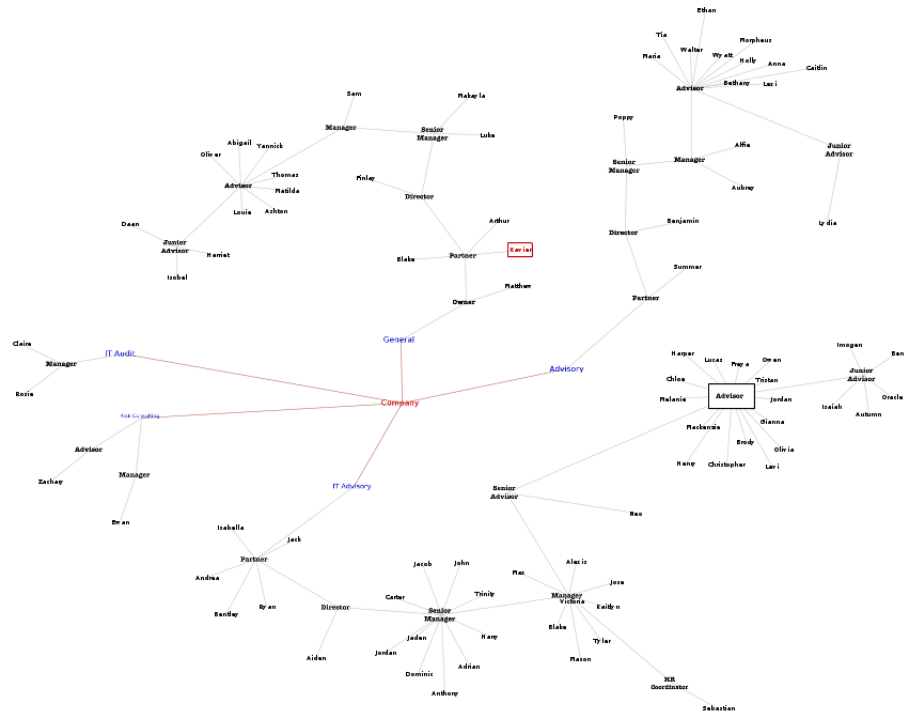 Ethan
Tia
Morpheus
Walter
Maria
Wyatt
Holly
Anna
Caitlin
Bethany
Lexi
Advisor
Sam
Makayla
Poppy
Manager
Senior
Manager
Luke
Abigail
Yannick
Oliver
Alfie
Junior
Advisor
Manager
Senior
Manager
Thomas
Finlay
Advisor
Matilda
Aubrey
Director
Louie
Ashton
Arthur
Benjamin
Lydia
Daan
Director
Junior
Advisor
Harriet
Xavier
Partner
Blake
Summer
Isobel
Matthew
Partner
Owner
Claire
General
Imogen
IT Audit
Harper
Lucas
Freya
Owen
Ben
Manager
Advisory
Chloe
Tristan
Junior
Advisor
Rosie
Advisor
Company
Melanie
Jordan
Oracle
Isaiah
Autumn
Gianna
Mackenzie
Brody
Olivia
Advisor
Henry
Christopher
Levi
Zachary
Manager
IT Advisory
Senior
Advisor
Neo
Ewan
Isabella
Jack
Partner
Jacob
John
Alexis
Andrea
Max
Jose
Carter
Trinity
Manager
Victoria
Kaitlyn
Bentley
Ryan
Director
Senior
Manager
Blake
Jaden
Harry
Tyler
Jordan
Aiden
Adrian
Mason
Dominic
Anthony
HR
Coordinator
Sebastian